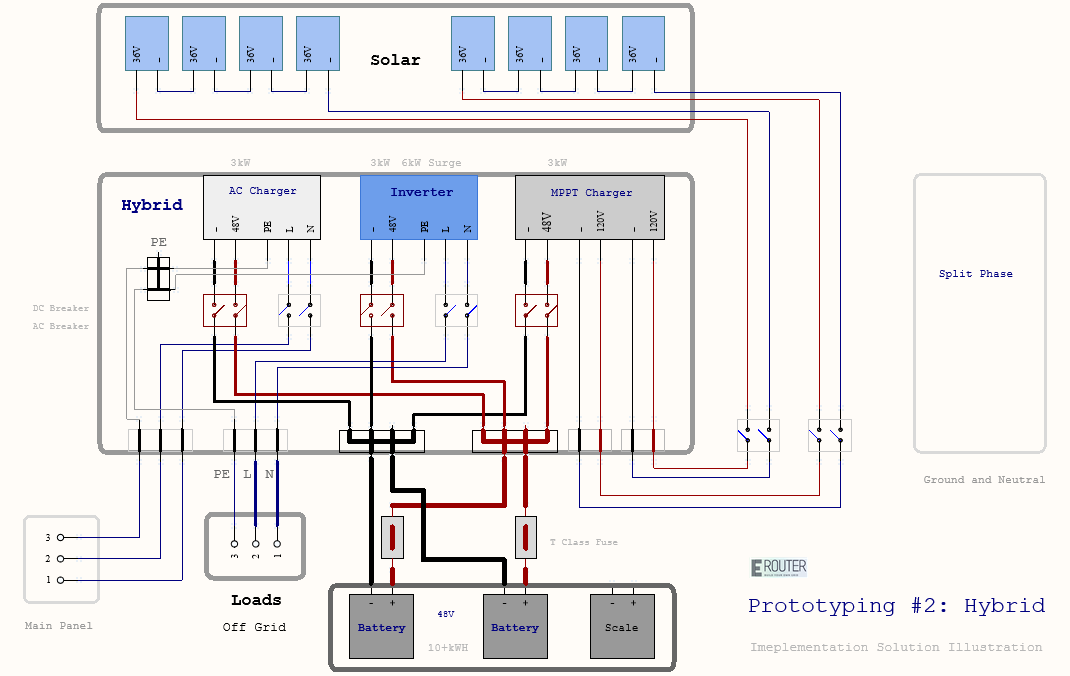 36V - 36V - 36V - 36V -
Solar
36V - 36V - 36V - 36V -
3kW
3kW 6kW Surge
3kW
Hybrid
AC Charger
- 48V PE L N
Inverter
- 48V PE L N
MPPT Charger
- 48V - 120V - 120V
PE
DC Breaker
AC Breaker
Split Phase
Ground and Neutral
PE L N
3
2
1
Main Panel
3 2 1
Loads
Off Grid
T Class Fuse
- +
Battery
48V
10+kWH
- +
Battery
- +
Scale
E ROUTER
Prototyping #2: Hybrid
Imeplementation Solution Illustration